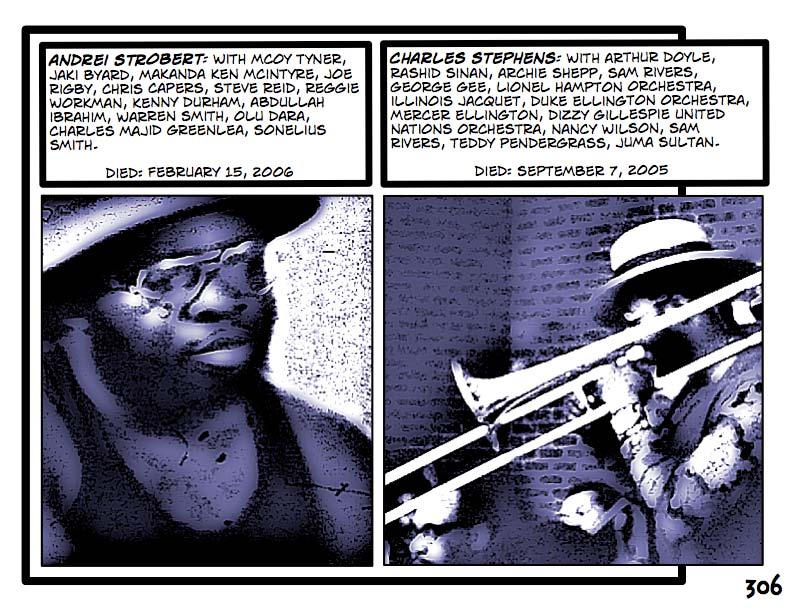 ANDREI STROBERT: WITH MCOY TYNER,
JAKI BYARD, MAKANDA KEN MCINTYRE, JOE
RIGBY, CHRIS CAPERS, STEVE REID, REGGIE
WORKMAN, KENNY DURHAM, ABDULLAH
IBRAHIM, WARREN SMITH, OLU DARA,
CHARLES MAJID GREENLEA, SONELIUS
SMITH.
DIED: FEBRUARY 15, 2006
CHARLES STEPHENS: WITH ARTHUR DOYLE,
RASHID SINAN, ARCHIE SHEPP, SAM RIVERS,
GEORGE GEE, LIONEL HAMPTON ORCHESTRA,
ILLINOIS JACQUET, DUKE ELLINGTON ORCHESTRA,
MERCER ELLINGTON, DIZZY GILLESPIE UNITED
NATIONS ORCHESTRA, NANCY WILSON, SAM
RIVERS, TEDDY PENDERGRASS, JUMA SULTAN.
DIED: SEPTEMBER 7, 2005
306